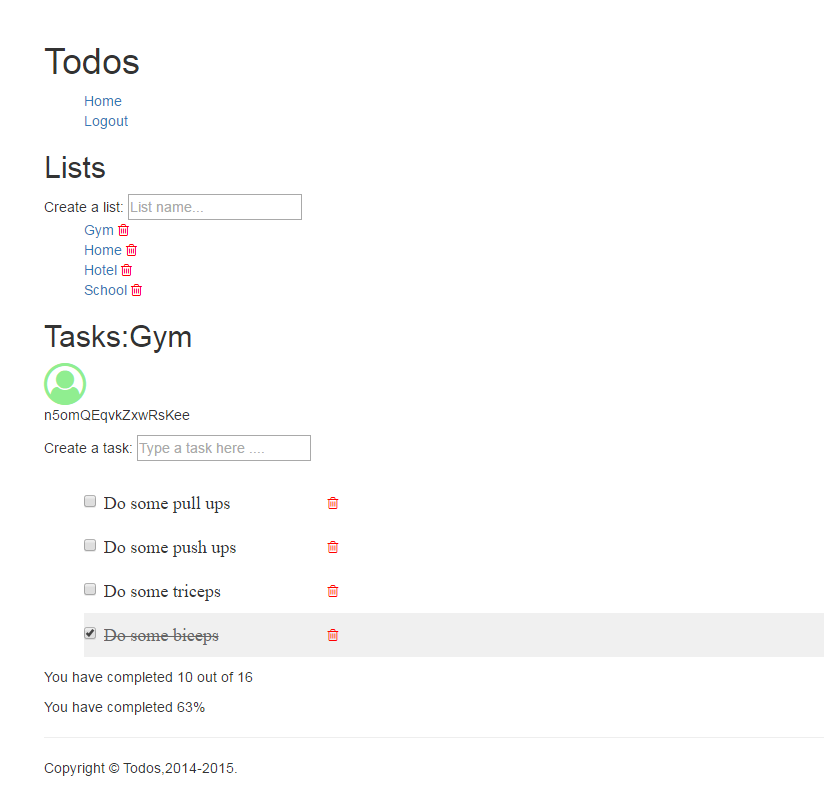 Todos
Home
Logout
Lists
Create a list: List name...
Gym
Home
Hotel
School
Tasks:Gym
n5omQEqvkZxwRsKee
Create a task: Type a task here ....
Do some pull ups
Do some push ups
Do some triceps
Do some biceps
You have completed 10 out of 16
You have completed 63%
Copyright © Todos,2014-2015.